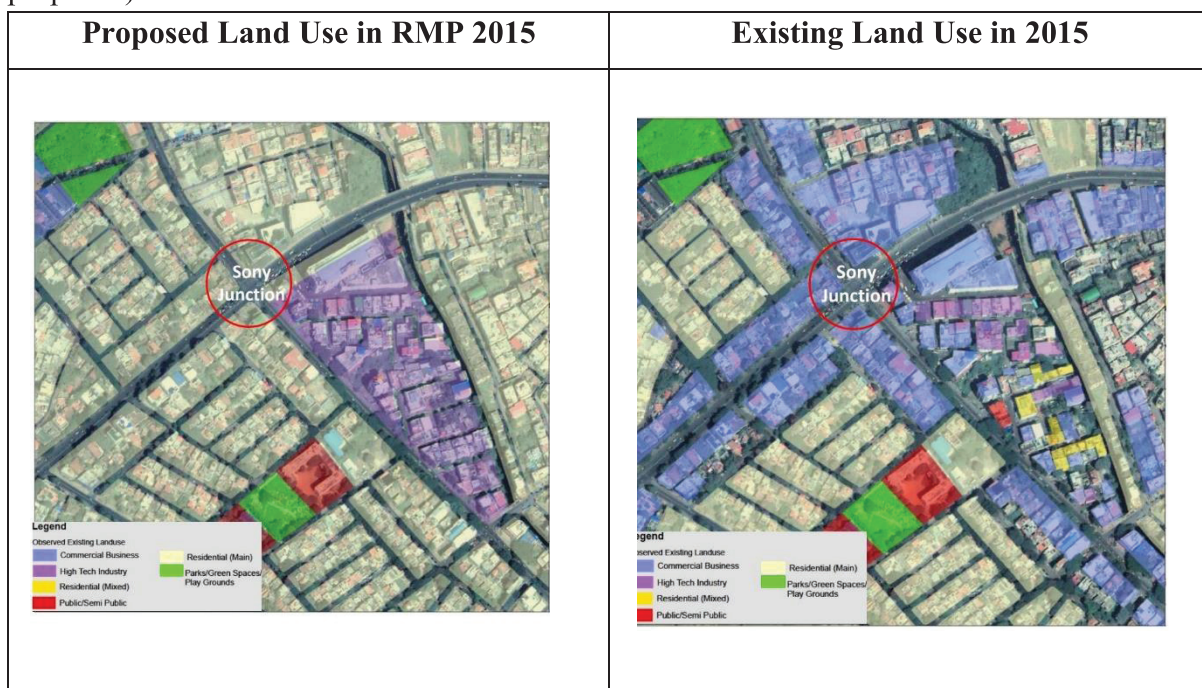 Proposed Land Use in RMP 2015
Existing Land Use in 2015
Sony
Junction
Legend
Observed Existing Landuse
Commercial Business
High Tech Industry
Residential (Mixed)
Public/Semi Public
Residential (Main)
Parks/Green Spaces/
Play Grounds
Sony
Junction
egend
served Existing Landuse
Commercial Business
High Tech Industry
Residential (Mixed)
Public/Semi Public
Residential (Main)
Parks/Green Spaces/
Play Grounds